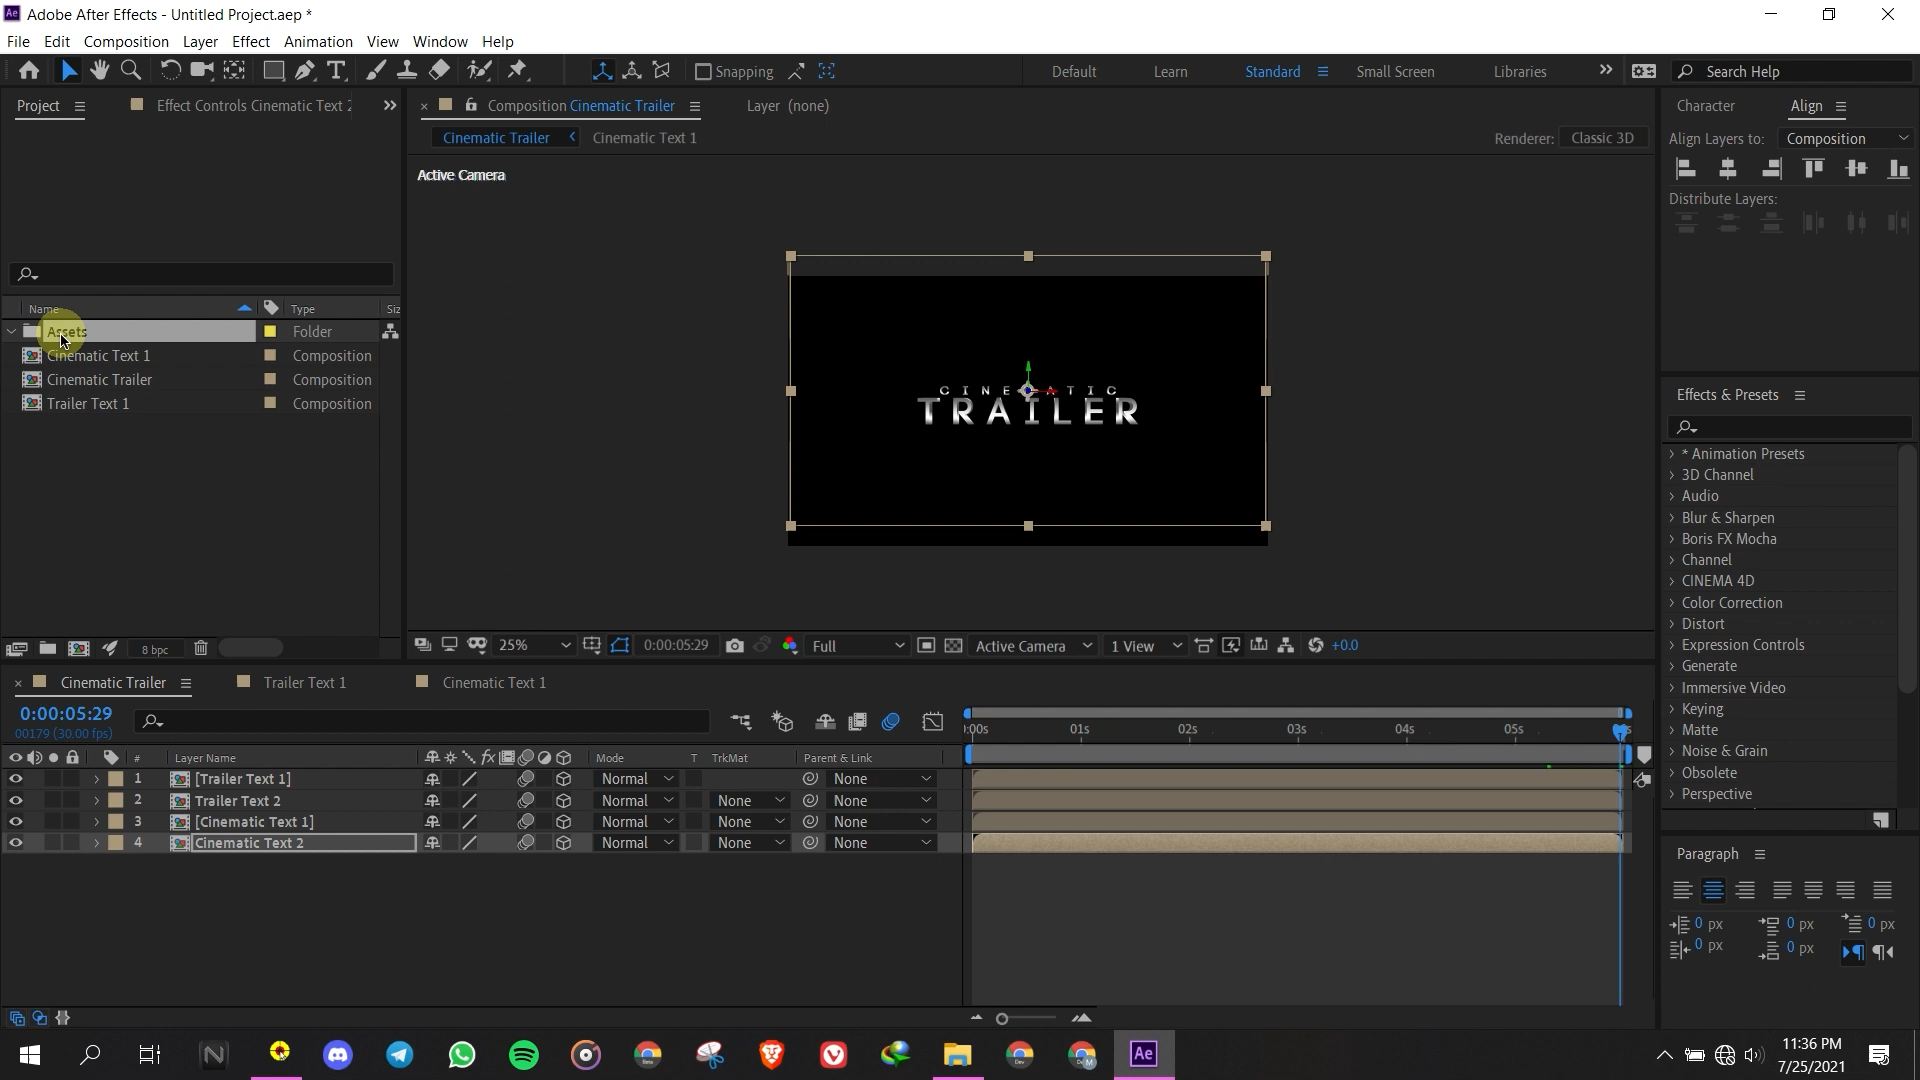 Adobe After Effects - Untitled Project.aep *
File Edit Composition Layer Effect Animation View Window Help
Snapping Default Learn Standard Small Screen Libraries Search Help
Project Effect Controls Cinematic Text 2 Composition Cinematic Trailer Layer (none) Character Align
Cinematic Trailer Cinematic Text 1 Renderer: Classic 3D Align Layers to: Composition
Active Camera
Distribute Layers:
Name Type Siz
Assets Folder
Cinematic Text 1 Composition
Cinematic Trailer Composition
Trailer Text 1 Composition
TRAILER
Effects & Presets
* Animation Presets
3D Channel
Audio
Blur & Sharpen
Boris FX Mocha
Channel
CINEMA 4D
Color Correction
Distort
Expression Controls
Generate
Immersive Video
Keying
Matte
Noise & Grain
Obsolete
Perspective
8 bpc 25% 0:00:05:29 Full Active Camera 1 View +0.0
Cinematic Trailer Trailer Text 1 Cinematic Text 1
0:00:05:29
00179 (30.00 fps)
:00s 01s 02s 03s 04s 05s
# Layer Name Mode T TrkMat Parent & Link
1 [Trailer Text 1] Normal None
2 Trailer Text 2 Normal None None
3 [Cinematic Text 1] Normal None None
4 Cinematic Text 2 Normal None None
Paragraph
0 px 0 px 0 px
0 px 0 px
Ae 11:36 PM
7/25/2021